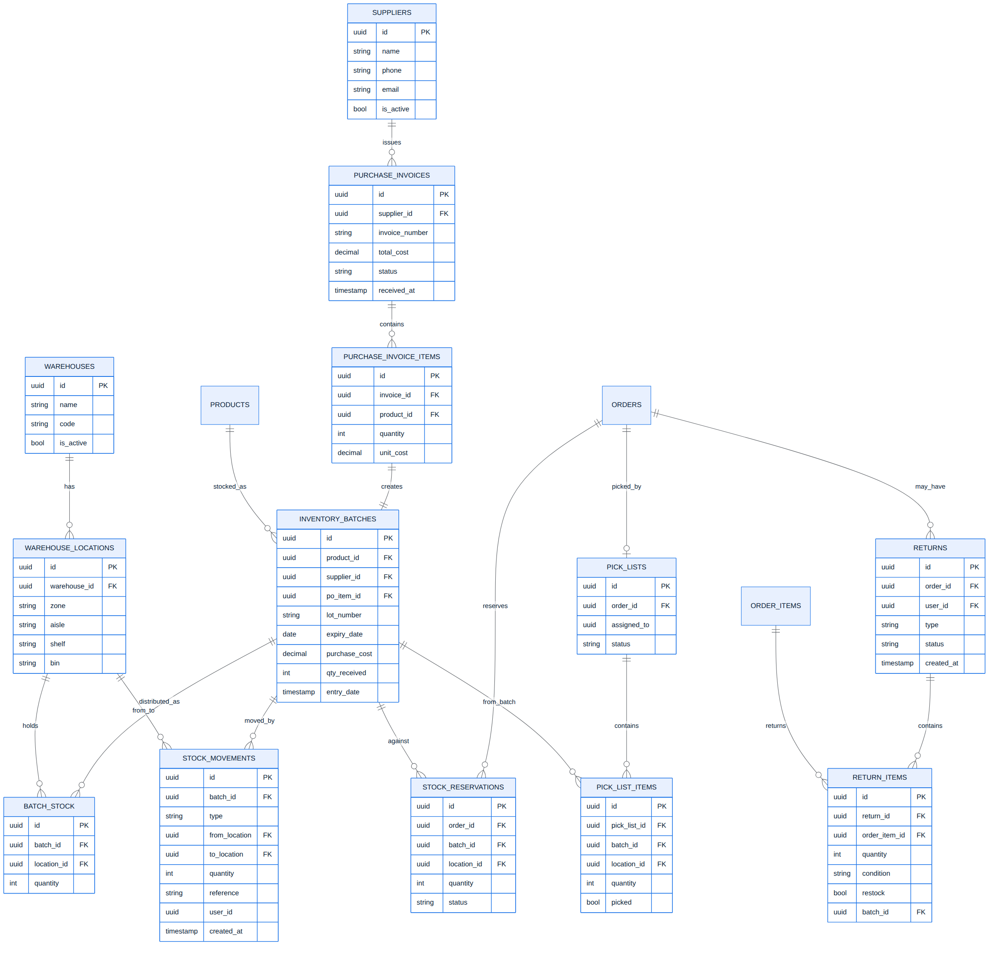 SUPPLIERS
uuid id PK
string name
string phone
string email
bool is_active
issues
PURCHASE_INVOICES
uuid id PK
uuid supplier_id FK
string invoice_number
decimal total_cost
string status
timestamp received_at
contains
PURCHASE_INVOICE_ITEMS
uuid id PK
uuid invoice_id FK
uuid product_id FK
int quantity
decimal unit_cost
WAREHOUSES
uuid id PK
string name
string code
bool is_active
PRODUCTS
ORDERS
has
stocked_as
creates
picked_by
may_have
INVENTORY_BATCHES
uuid id PK
uuid product_id FK
uuid supplier_id FK
uuid po_item_id FK
string lot_number
date expiry_date
decimal purchase_cost
int qty_received
timestamp entry_date
WAREHOUSE_LOCATIONS
uuid id PK
uuid warehouse_id FK
string zone
string aisle
string shelf
string bin
reserves
PICK_LISTS
uuid id PK
uuid order_id FK
uuid assigned_to
string status
ORDER_ITEMS
RETURNS
uuid id PK
uuid order_id FK
uuid user_id FK
string type
string status
timestamp created_at
distributed_as
from_to
holds
moved_by
against
from_batch
contains
returns
contains
BATCH_STOCK
uuid id PK
uuid batch_id FK
uuid location_id FK
int quantity
STOCK_MOVEMENTS
uuid id PK
uuid batch_id FK
string type
uuid from_location FK
uuid to_location FK
int quantity
string reference
uuid user_id
timestamp created_at
STOCK_RESERVATIONS
uuid id PK
uuid order_id FK
uuid batch_id FK
uuid location_id FK
int quantity
string status
PICK_LIST_ITEMS
uuid id PK
uuid pick_list_id FK
uuid batch_id FK
uuid location_id FK
int quantity
bool picked
RETURN_ITEMS
uuid id PK
uuid return_id FK
uuid order_item_id FK
int quantity
string condition
bool restock
uuid batch_id FK